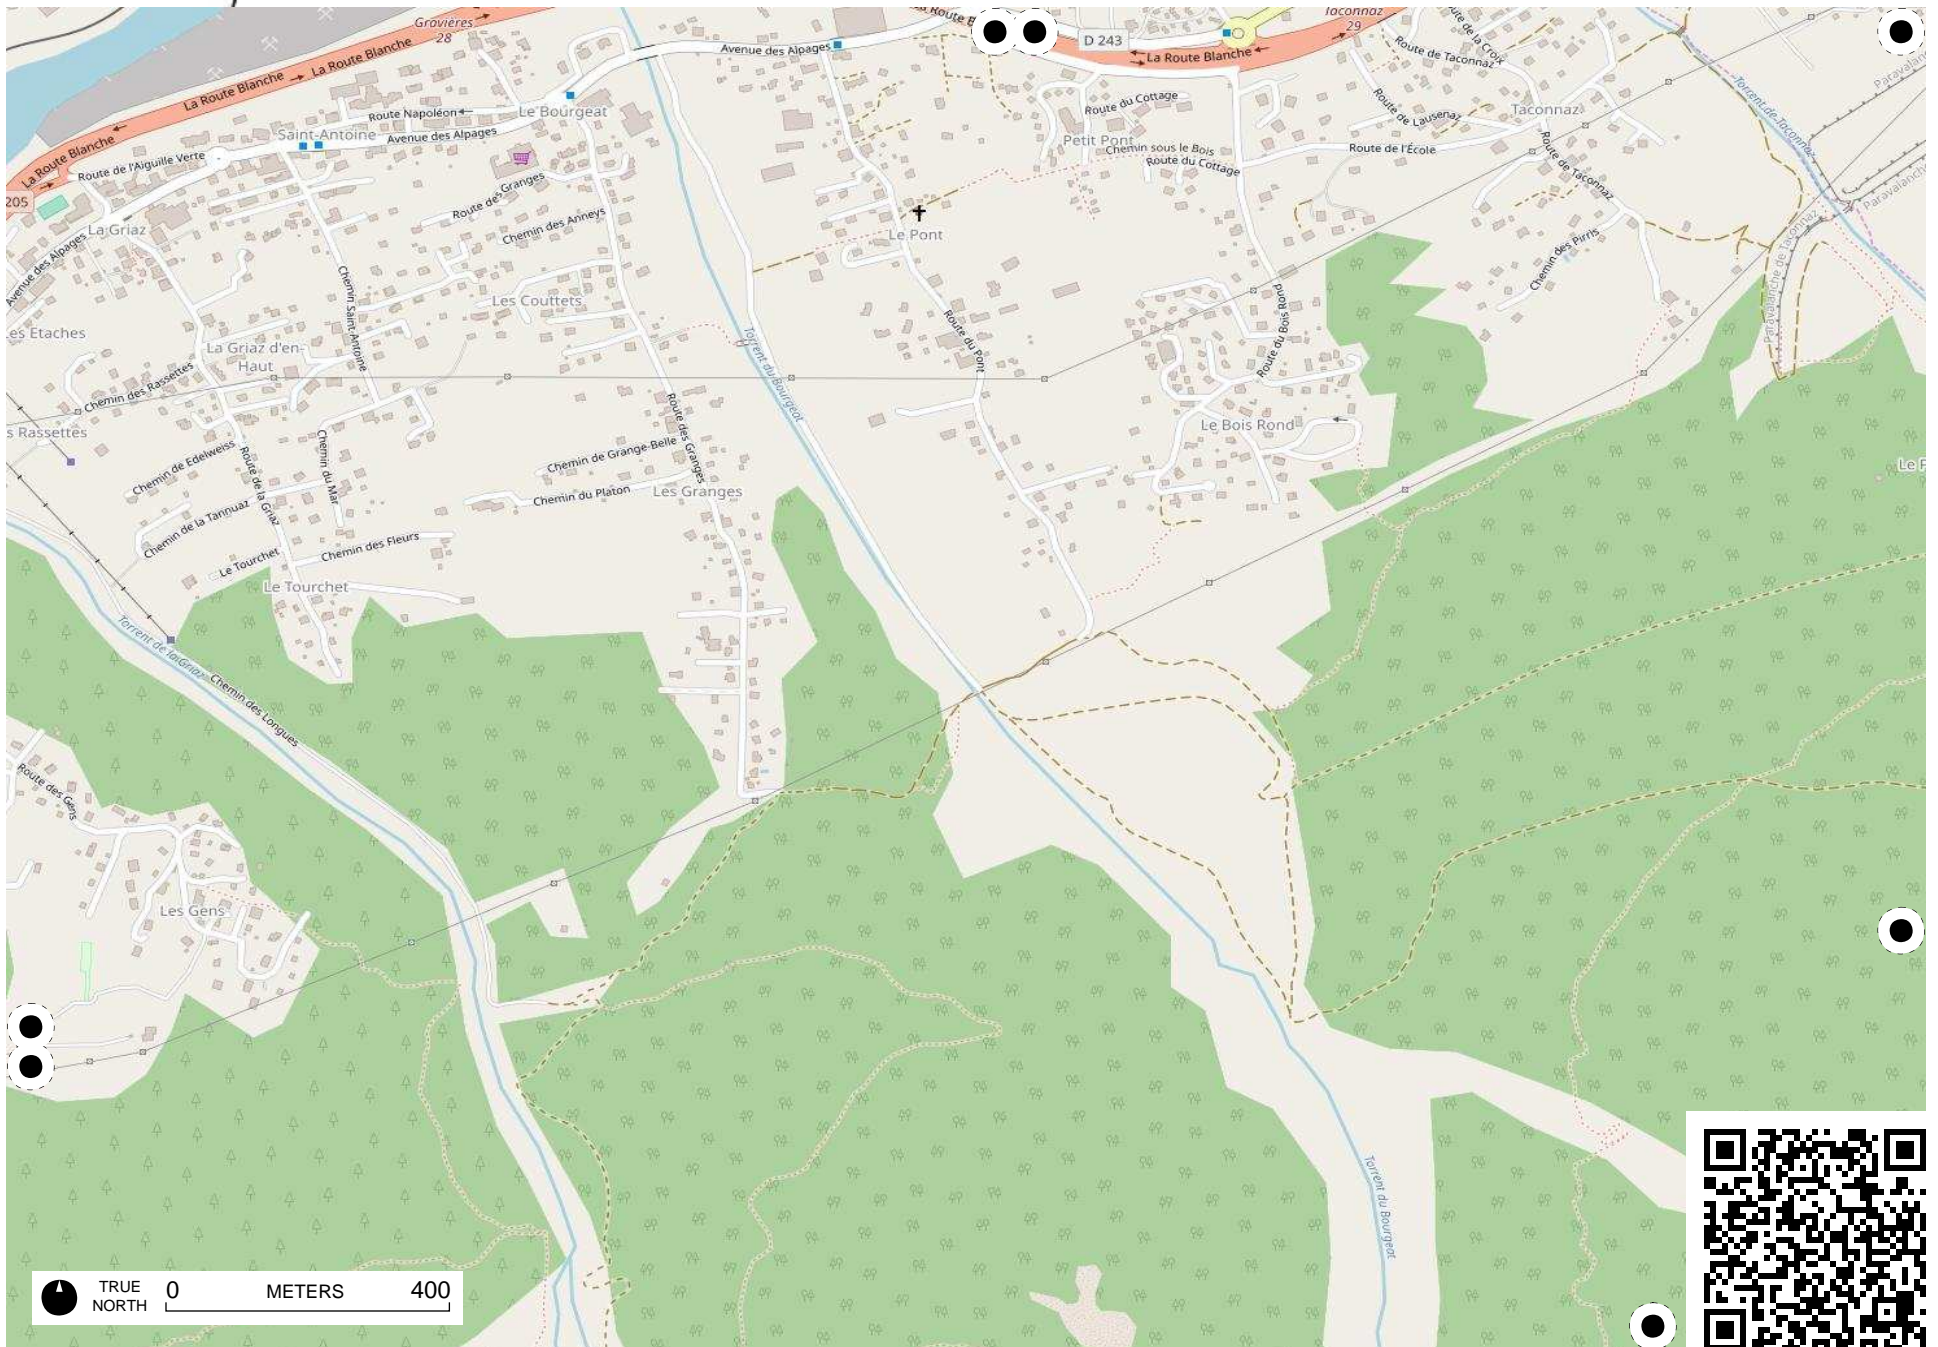 Gravières
28
La Route Blanche
La Route Blanche
La Route Blanche
205
Avenue des Alpages
D 243
La Route Blanche
Taconnaz
29
Route de la Croix
Route de Taconnaz
Torrent de Taconnaz
Route Napoléon
Le Bourgeat
Saint-Antoine
Avenue des Alpages
Route de l'Aiguille Verte
Route du Cottage
Route de Lausenaz
Taconnaz
Petit Pont
Chemin sous le Bois
Route du Cottage
Route de l'École
Route de Taconnaz
Route des Granges
Chemin des Anneys
La Griaz
Avenue des Alpages
Le Pont
Chemin des Pirris
Paravalanche de Taconnaz
Chemin Saint-Antoine
Les Couttets
es Etaches
La Griaz d'en-
Haut
Torrent du Bourgeat
Route du Pont
Route du Bois Rond
Chemin des Rassettes
s Rassettes
Le Bois Rond
Chemin de Edelweiss
Route de la Griaz
Chemin du Mar
Chemin de Grange-Belle
Route des Granges
Chemin du Platon
Les Granges
Chemin de la Tannuaz
Chemin des Fleurs
Le Tourchet
Le Tourchet
Torrent de la Griaz
Chemin des Longues
Route des Gens
Les Gens
Torrent du Bourgeat
TRUE
NORTH
0 METERS 400